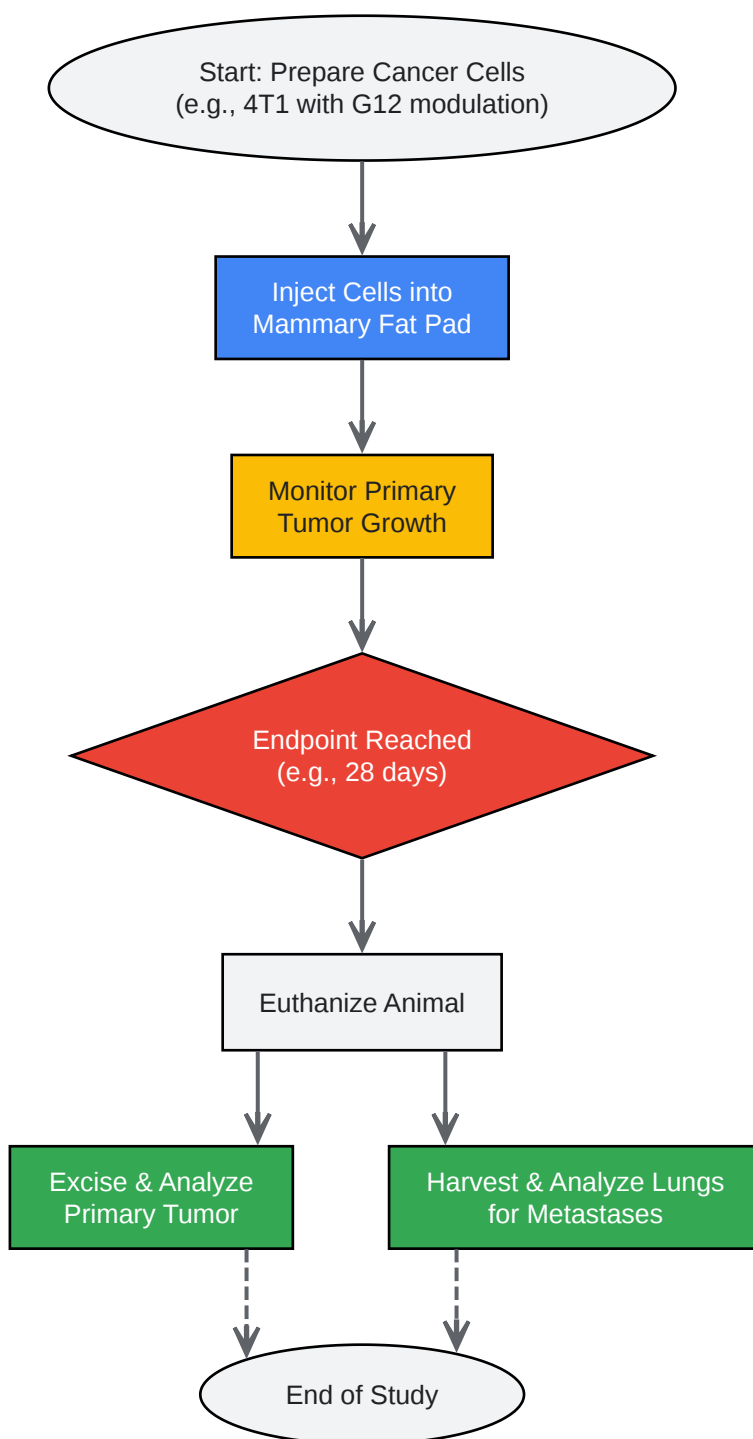 Start: Prepare Cancer Cells
(e.g., 4T1 with G12 modulation)
Inject Cells into
Mammary Fat Pad
Monitor Primary
Tumor Growth
Endpoint Reached
(e.g., 28 days)
Euthanize Animal
Excise & Analyze
Primary Tumor
Harvest & Analyze Lungs
for Metastases
End of Study